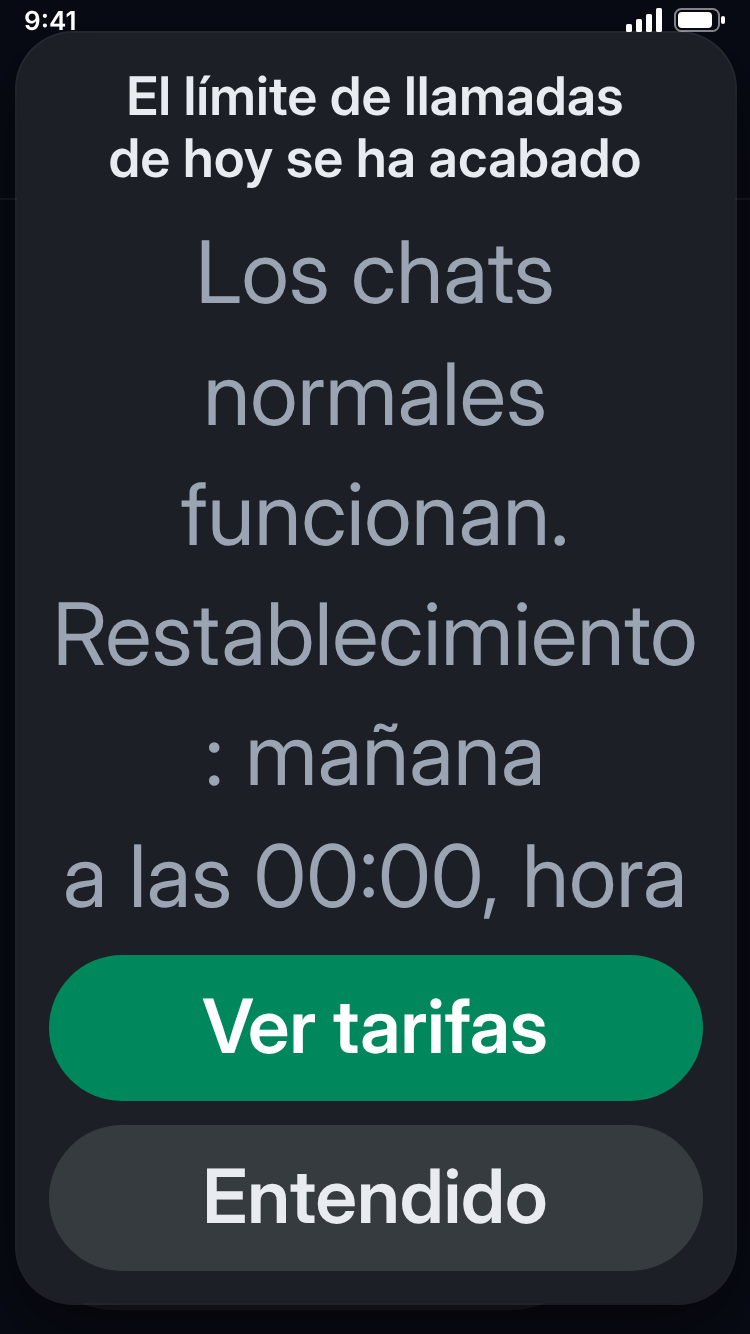 9:41
El límite de llamadas
de hoy se ha acabado
Los chats
normales
funcionan.
Restablecimiento
: mañana
a las 00:00, hora
Ver tarifas
Entendido